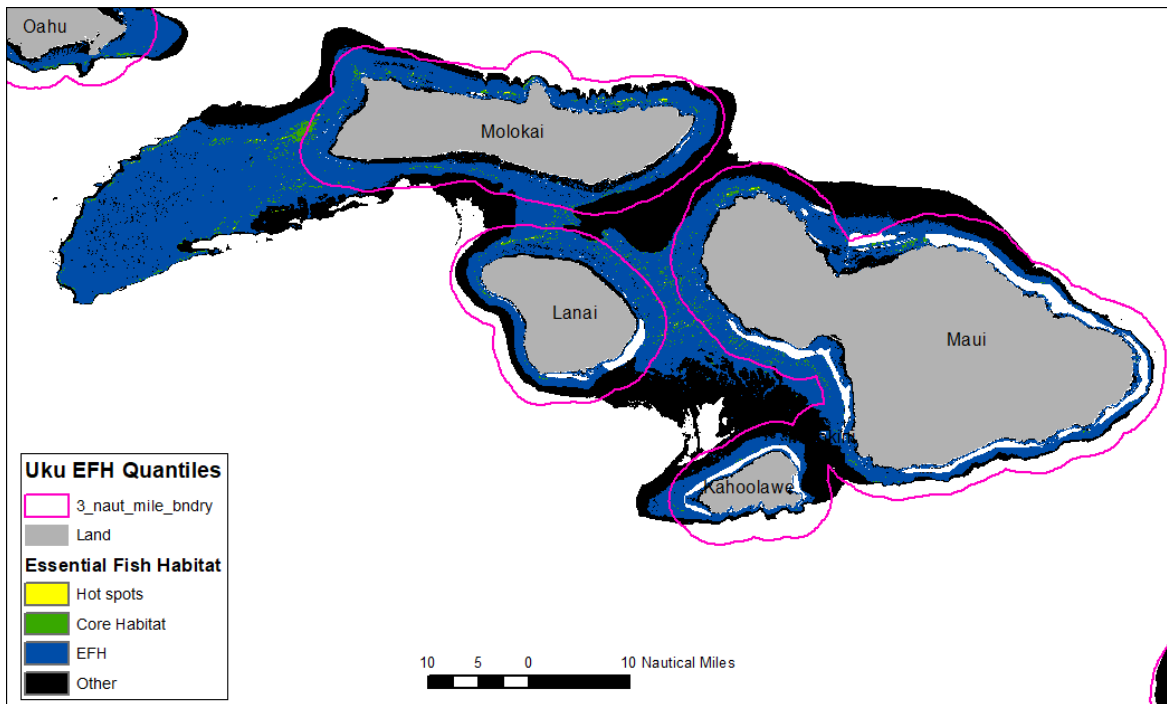 Oahu
Molokai
Lanai
Maui
Kahoolawe
Uku EFH Quantiles
3_naut_mile_bndry
Land
Essential Fish Habitat
Hot spots
Core Habitat
EFH
Other
10 5 0 10 Nautical Miles